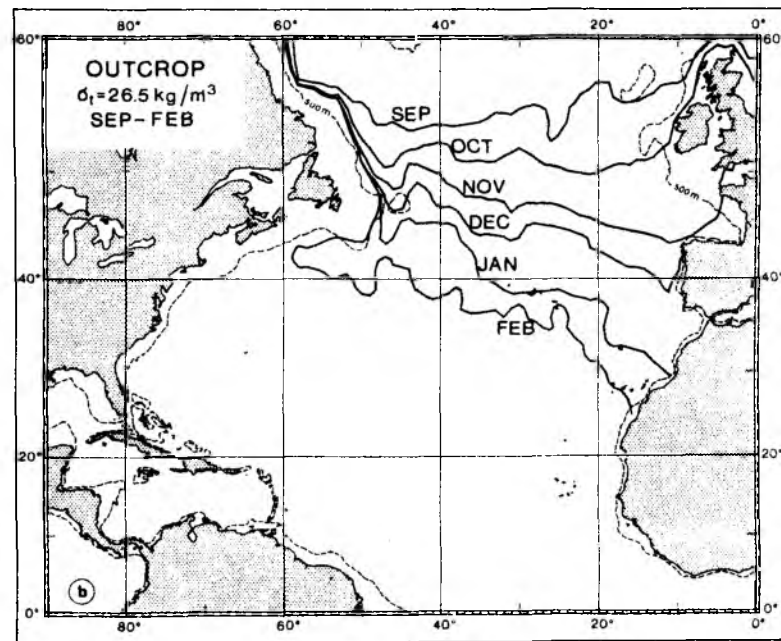 80° 60° 40° 20° 0°
60° 60°
OUTCROP
σt=26.5 kg/m³
SEP–FEB
500m
SEP
OCT
NOV
500m
DEC
JAN
40° 40°
FEB
20° 20°
b
0° 0°
80° 60° 40° 20° 0°